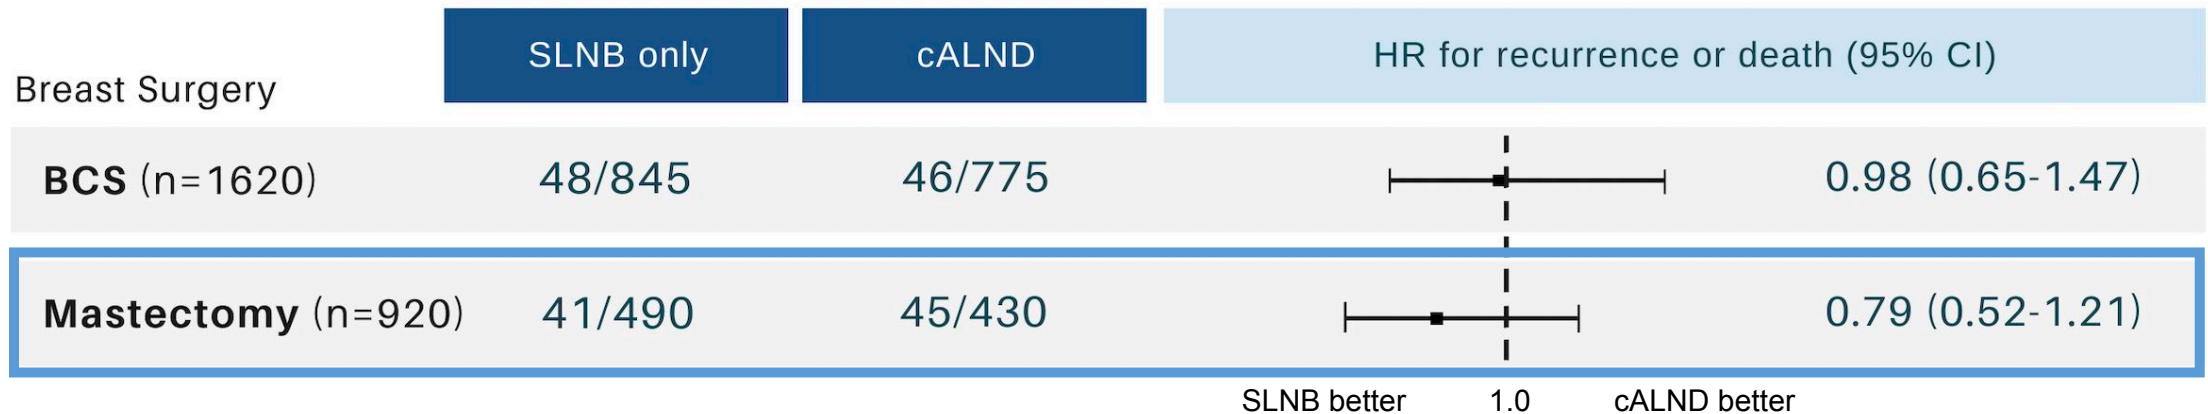 SLNB only cALND HR for recurrence or death (95% CI)
Breast Surgery
BCS (n=1620) 48/845 46/775 0.98 (0.65-1.47)
Mastectomy (n=920) 41/490 45/430 0.79 (0.52-1.21)
SLNB better 1.0 cALND better